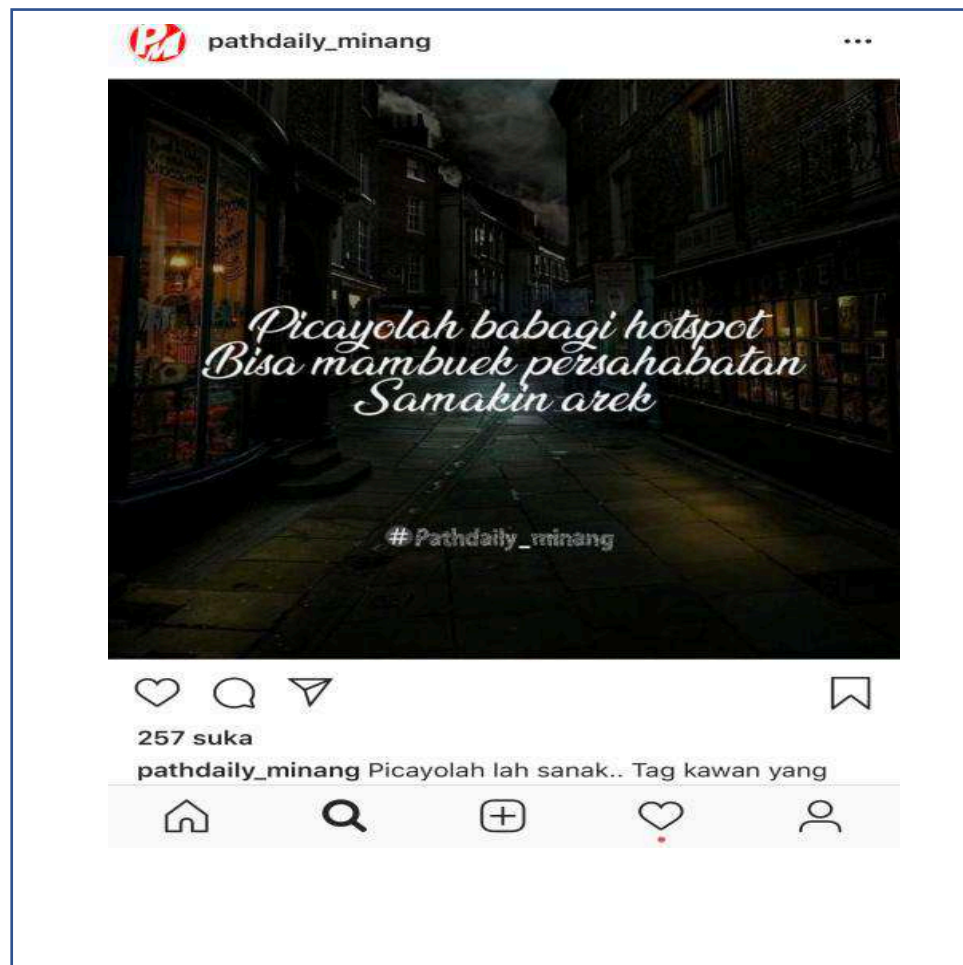 PM pathdaily_minang
Picayolah babagi hotspot
Bisa mambuek persahabatan
Samakin arek
# Pathdaily_minang
257 suka
pathdaily_minang Picayolah lah sanak.. Tag kawan yang